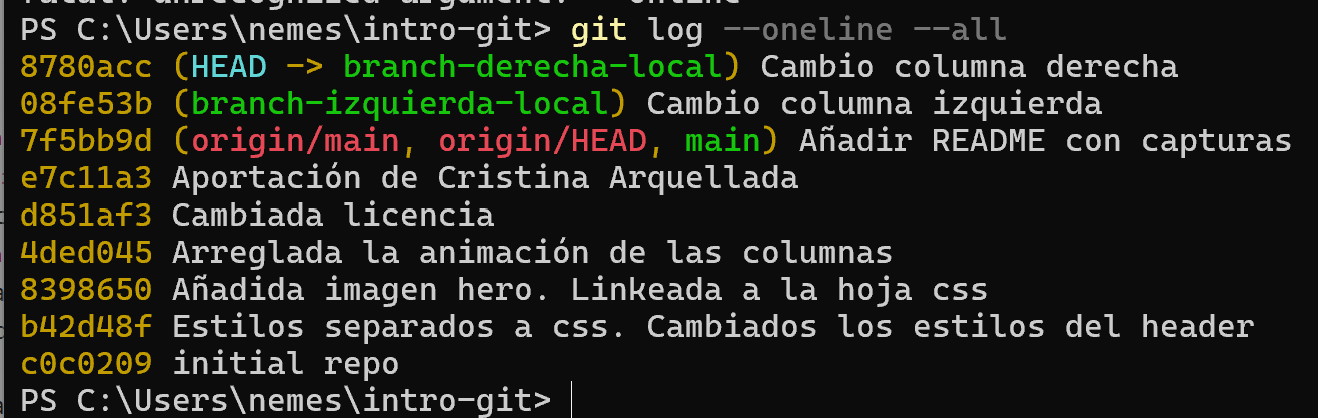 PS C:\Users\nemes\intro-git> git log --oneline --all
8780acc (HEAD -> branch-derecha-local) Cambio columna derecha
08fe53b (branch-izquierda-local) Cambio columna izquierda
7f5bb9d (origin/main, origin/HEAD, main) Añadir README con capturas
e7c11a3 Aportación de Cristina Arquellada
d851af3 Cambiada licencia
4ded045 Arreglada la animación de las columnas
8398650 Añadida imagen hero. Linkeada a la hoja css
b42d48f Estilos separados a css. Cambiados los estilos del header
c0c0209 initial repo
PS C:\Users\nemes\intro-git>